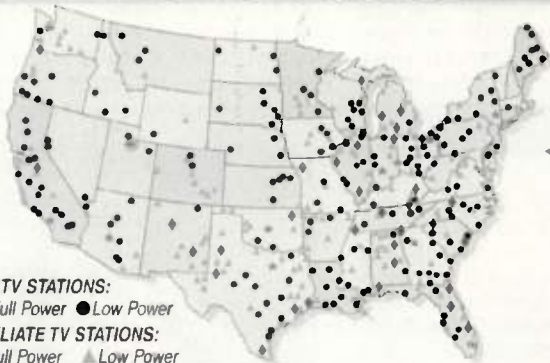 TV STATIONS:
ull Power ● Low Power
LIATE TV STATIONS:
ull Power ▲ Low Power